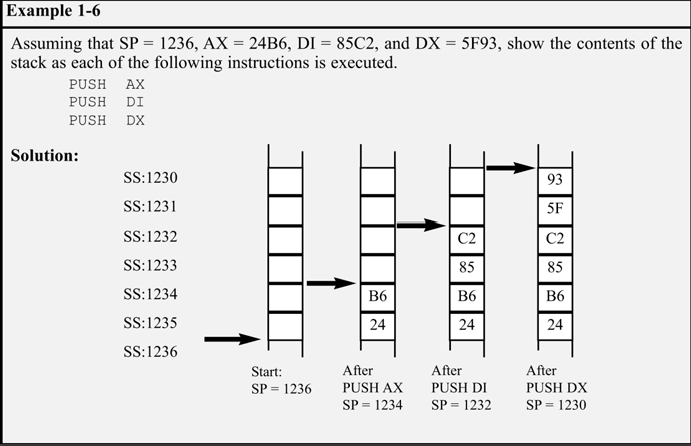 Example 1-6
Assuming that SP = 1236, AX = 24B6, DI = 85C2, and DX = 5F93, show the contents of the
stack as each of the following instructions is executed.
PUSH AX
PUSH DI
PUSH DX
Solution:
SS:1230 93
SS:1231 5F
SS:1232 C2 C2
SS:1233 85 85
SS:1234 B6 B6 B6
SS:1235 24 24 24
SS:1236
Start: After After After
SP = 1236 PUSH AX PUSH DI PUSH DX
SP = 1234 SP = 1232 SP = 1230